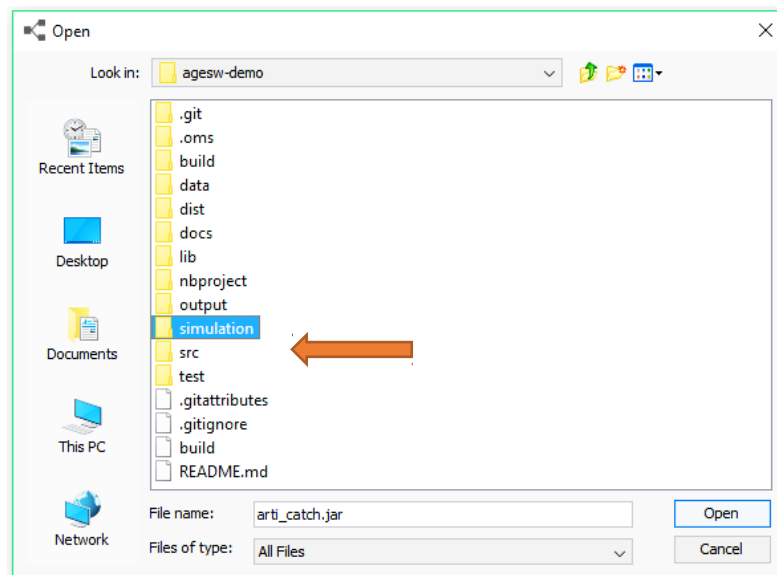 Open
Look in: agesw-demo
Recent Items
Desktop
Documents
This PC
Network
.git
.oms
build
data
dist
docs
lib
nbproject
output
simulation
src
test
.gitattributes
.gitignore
build
README.md
File name: arti_catch.jar Open
Files of type: All Files Cancel